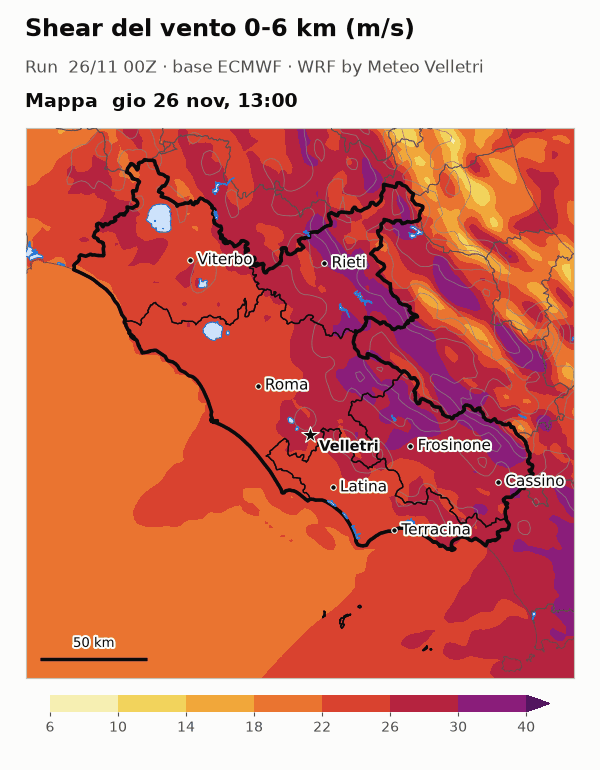 Shear del vento 0-6 km (m/s)
Run  26/11 00Z · base ECMWF · WRF by Meteo Velletri
Mappa  gio 26 nov, 13:00
Viterbo
Rieti
Roma
Velletri
Frosinone
Latina
Cassino
Terracina
50 km
6 10 14 18 22 26 30 40